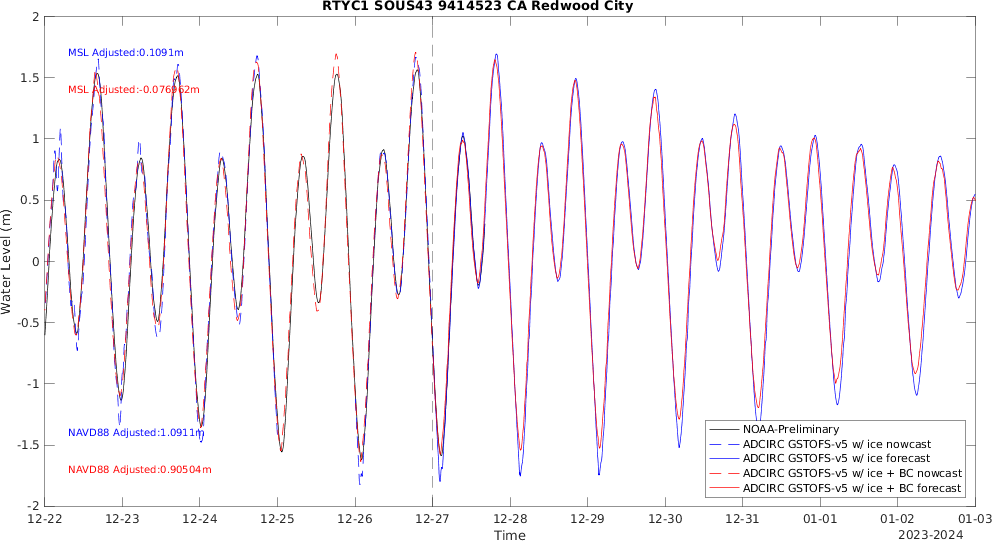 RTYC1 SOUS43 9414523 CA Redwood City
2
1.5
1
0.5
0
-0.5
-1
-1.5
-2
Water Level (m)
MSL Adjusted:0.1091m
MSL Adjusted:-0.076962m
NAVD88 Adjusted:1.0911m
NAVD88 Adjusted:0.90504m
NOAA-Preliminary
ADCIRC GSTOFS-v5 w/ ice nowcast
ADCIRC GSTOFS-v5 w/ ice forecast
ADCIRC GSTOFS-v5 w/ ice + BC nowcast
ADCIRC GSTOFS-v5 w/ ice + BC forecast
12-22 12-23 12-24 12-25 12-26 12-27 12-28 12-29 12-30 12-31 01-01 01-02 01-03
Time
2023-2024